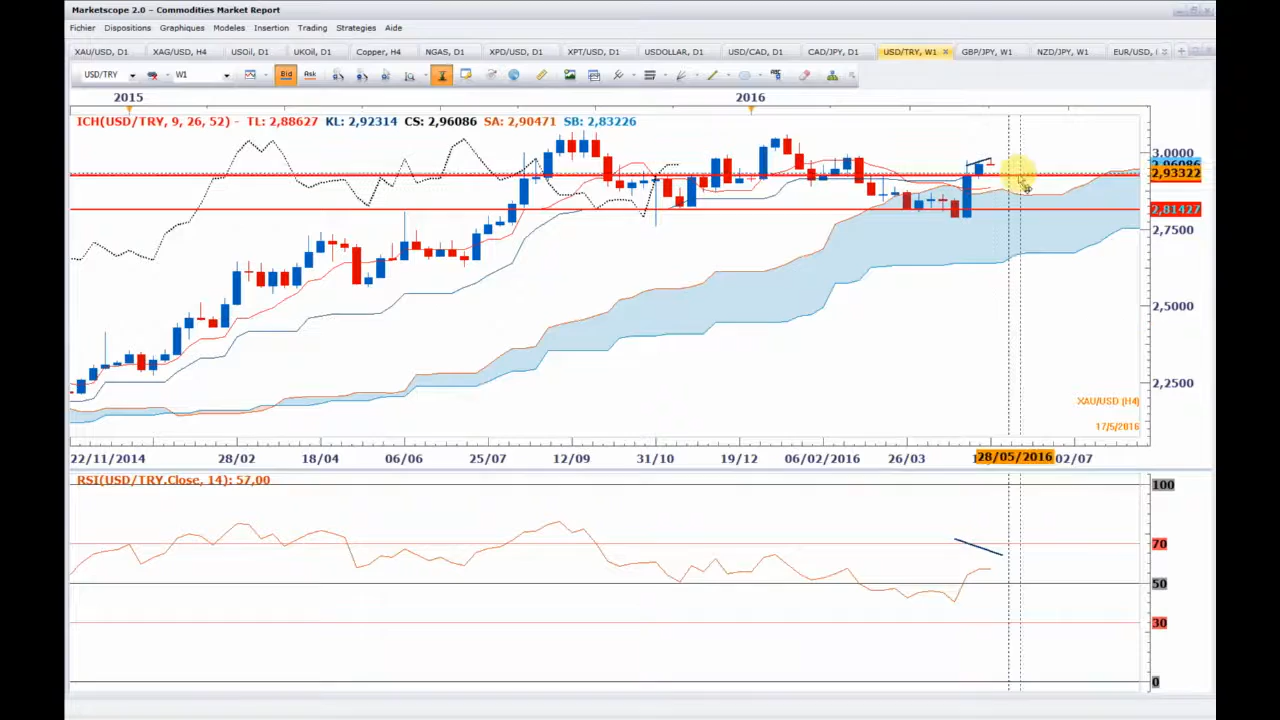 Marketscope 2.0 - Commodities Market Report
Fichier Dispositions Graphiques Modeles Insertion Trading Strategies Aide
XAU/USD, D1 XAG/USD, H4 USOil, D1 UKOil, D1 Copper, H4 NGAS, D1 XPD/USD, D1 XPT/USD, D1 USDOLLAR, D1 USD/CAD, D1 CAD/JPY, D1 USD/TRY, W1 GBP/JPY, W1 NZD/JPY, W1 EUR/USD,
USD/TRY W1 Bid Ask
2015 2016
ICH(USD/TRY, 9, 26, 52) - TL: 2,88627 KL: 2,92314 CS: 2,96086 SA: 2,90471 SB: 2,83226
3,0000
2,96086
2,93322
2,81427
2,7500
2,5000
2,2500
XAU/USD (H4)
17/5/2016
22/11/2014 28/02 18/04 06/06 25/07 12/09 31/10 19/12 06/02/2016 26/03 28/05/2016 02/07
RSI(USD/TRY.Close, 14): 57,00
100
70
50
30
0